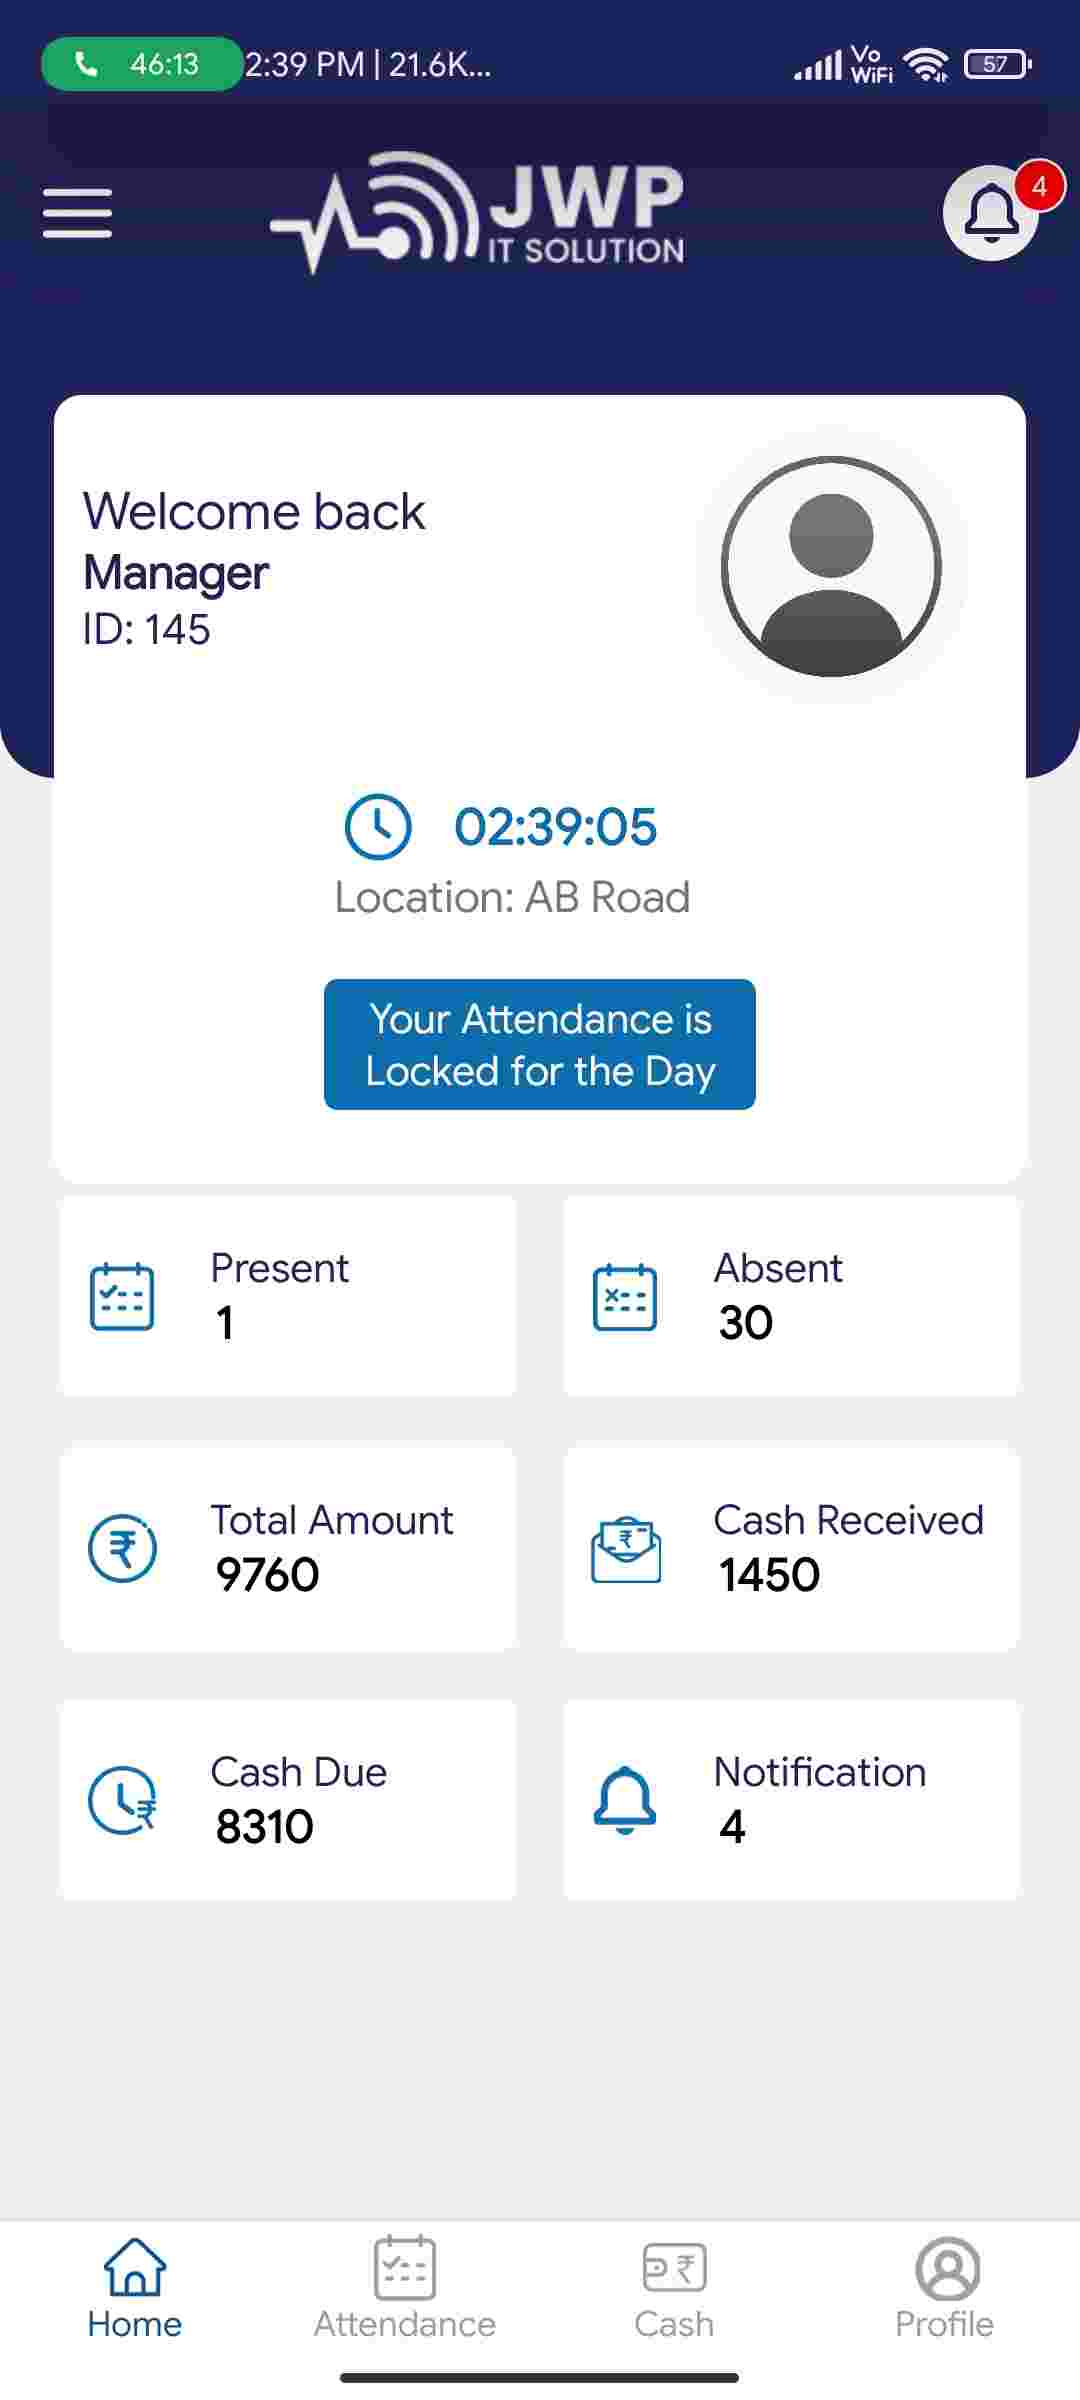 46:13 2:39 PM | 21.6K... Vo WiFi 57
JWP
IT SOLUTION
4
Welcome back
Manager
ID: 145
02:39:05
Location: AB Road
Your Attendance is
Locked for the Day
Present
1
Absent
30
Total Amount
9760
Cash Received
1450
Cash Due
8310
Notification
4
Home
Attendance
Cash
Profile